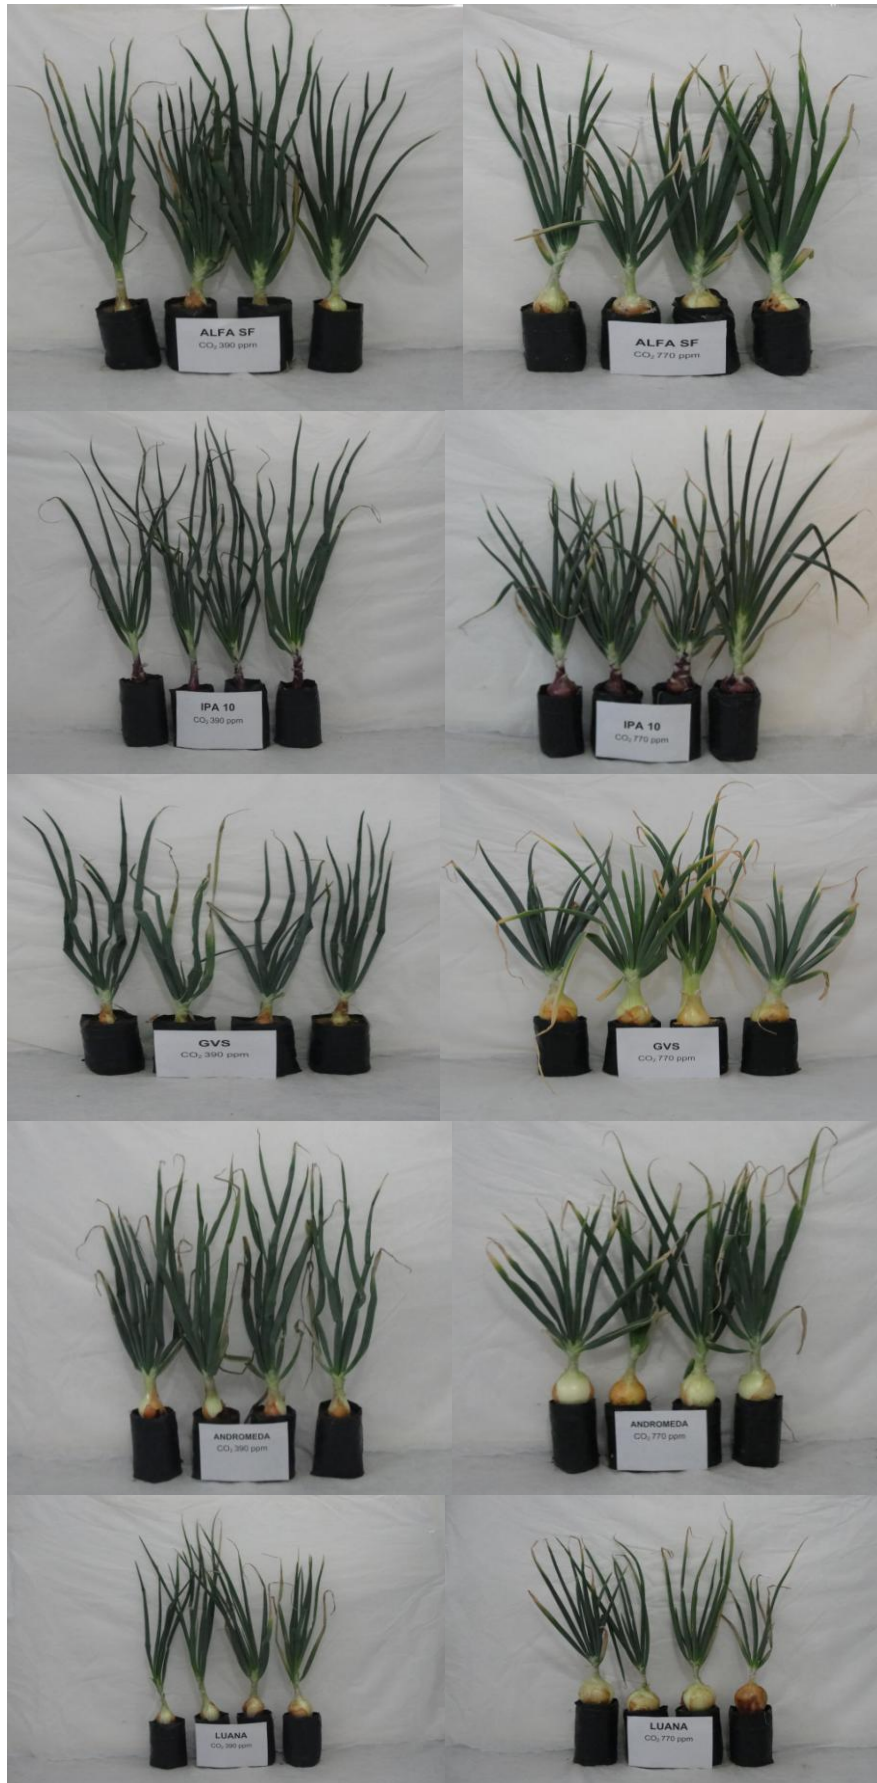 ALFA SF
CO₂ 390 ppm
ALFA SF
CO₂ 770 ppm
IPA 10
CO₂ 390 ppm
IPA 10
CO₂ 770 ppm
GVS
CO₂ 390 ppm
GVS
CO₂ 770 ppm
ANDROMEDA
CO₂ 390 ppm
ANDROMEDA
CO₂ 770 ppm
LUANA
CO₂ 390 ppm
LUANA
CO₂ 770 ppm